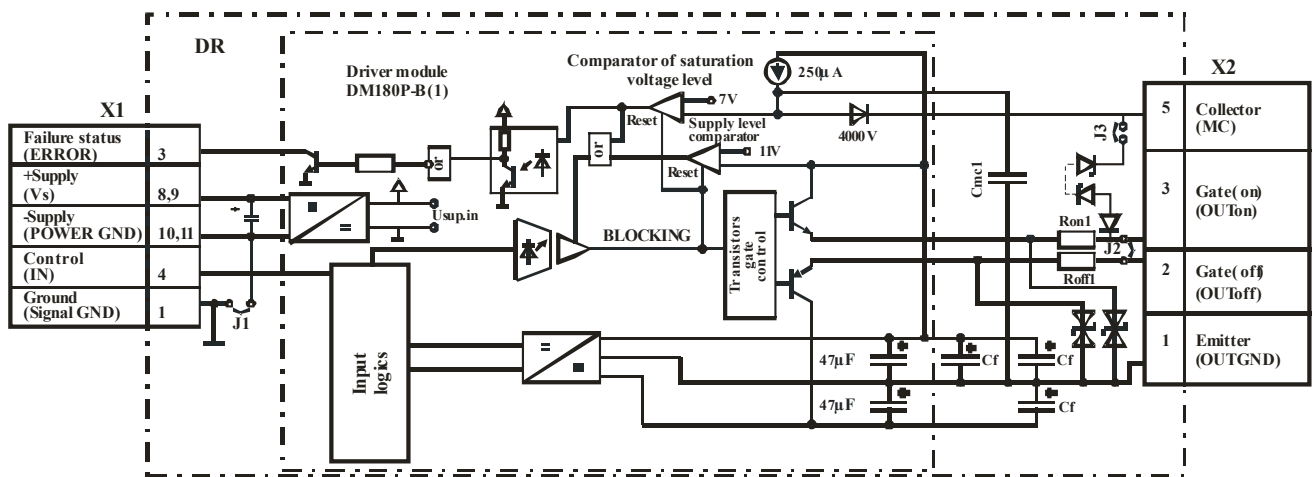 DR
Driver module
DM180P-B(1)
Comparator of saturation
voltage level
250µA
X2
X1
7V
Reset
4000V
Supply level
comparator
11V
Reset
or
or
J3
Cmc1
Failure status
(ERROR) 3
+Supply
(Vs) 8,9
-Supply
(POWER GND) 10,11
Control
(IN) 4
Ground
(Signal GND) 1
J1
Usup.in
BLOCKING
Transistors
gate
control
Ron1
J2
Roff1
Input
logics
47µF
47µF
Cf
Cf
Cf
5 Collector
(MC)
3 Gate(on)
(OUTon)
2 Gate(off)
(OUToff)
1 Emitter
(OUTGND)